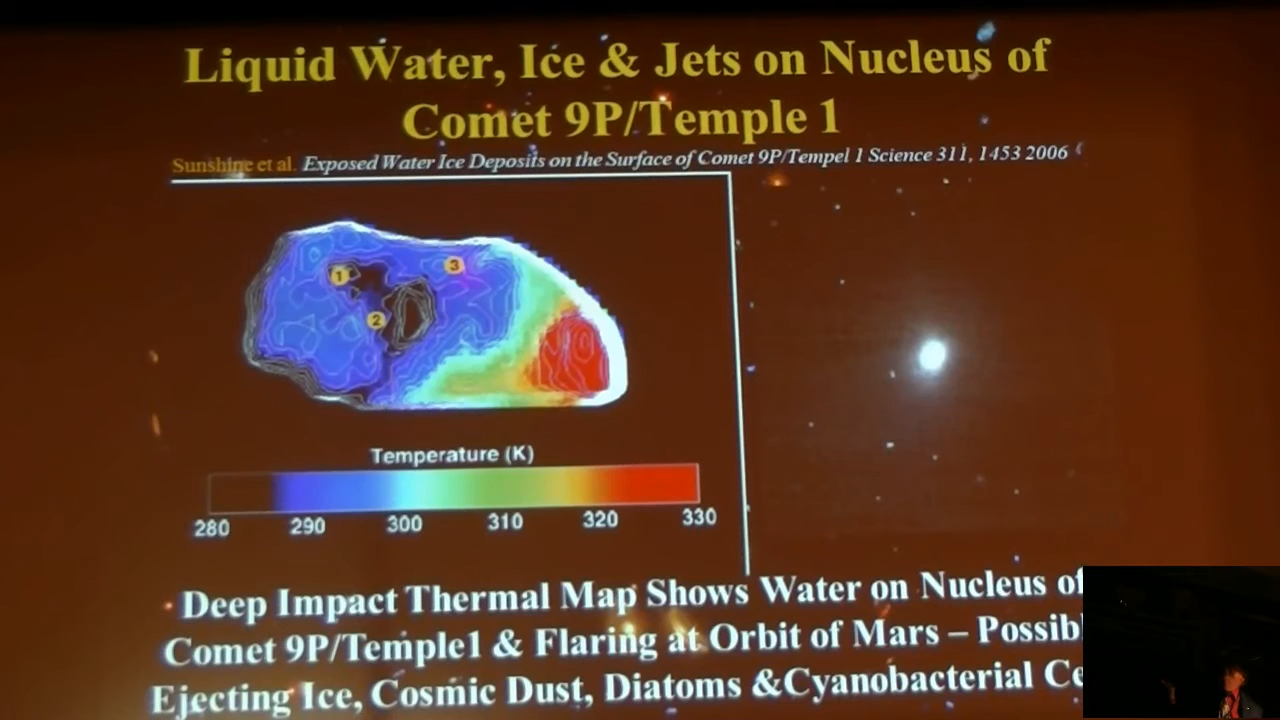 Liquid Water, Ice & Jets on Nucleus of
Comet 9P/Temple 1
Sunshine et al. Exposed Water Ice Deposits on the Surface of Comet 9P/Tempel 1 Science 311, 1453 2006
1
3
2
Temperature (K)
280 290 300 310 320 330
Deep Impact Thermal Map Shows Water on Nucleus of
Comet 9P/Temple1 & Flaring at Orbit of Mars – Possib
Ejecting Ice, Cosmic Dust, Diatoms &Cyanobacterial Ce